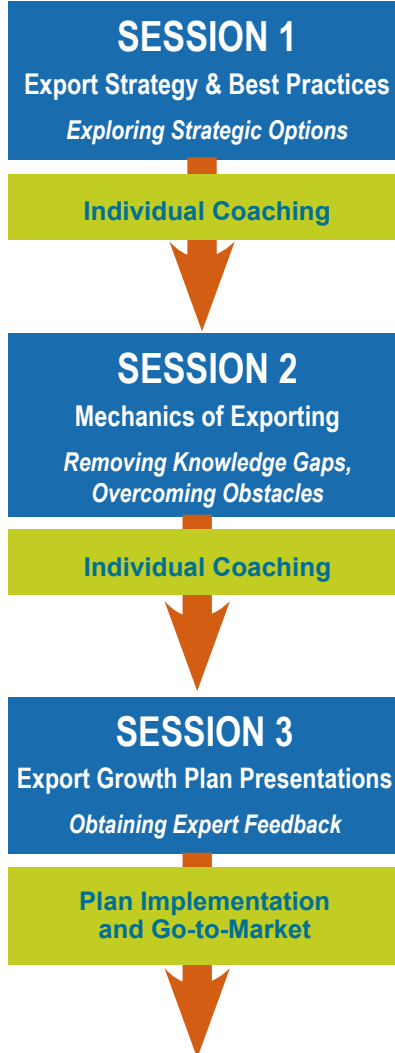 SESSION 1
Export Strategy & Best Practices
Exploring Strategic Options
Individual Coaching
SESSION 2
Mechanics of Exporting
Removing Knowledge Gaps,
Overcoming Obstacles
Individual Coaching
SESSION 3
Export Growth Plan Presentations
Obtaining Expert Feedback
Plan Implementation
and Go-to-Market